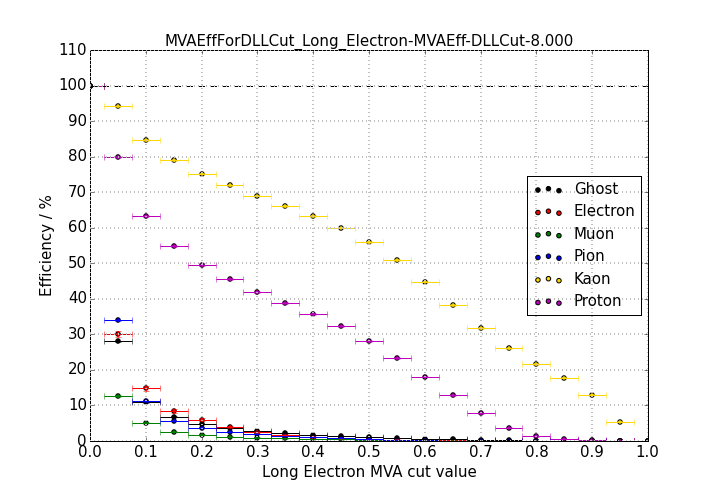 MVAEffForDLLCut_Long_Electron-MVAEff-DLLCut-8.000
Efficiency / %
110
100
90
80
70
60
50
40
30
20
10
0
Ghost
Electron
Muon
Pion
Kaon
Proton
0.0 0.1 0.2 0.3 0.4 0.5 0.6 0.7 0.8 0.9 1.0
Long Electron MVA cut value